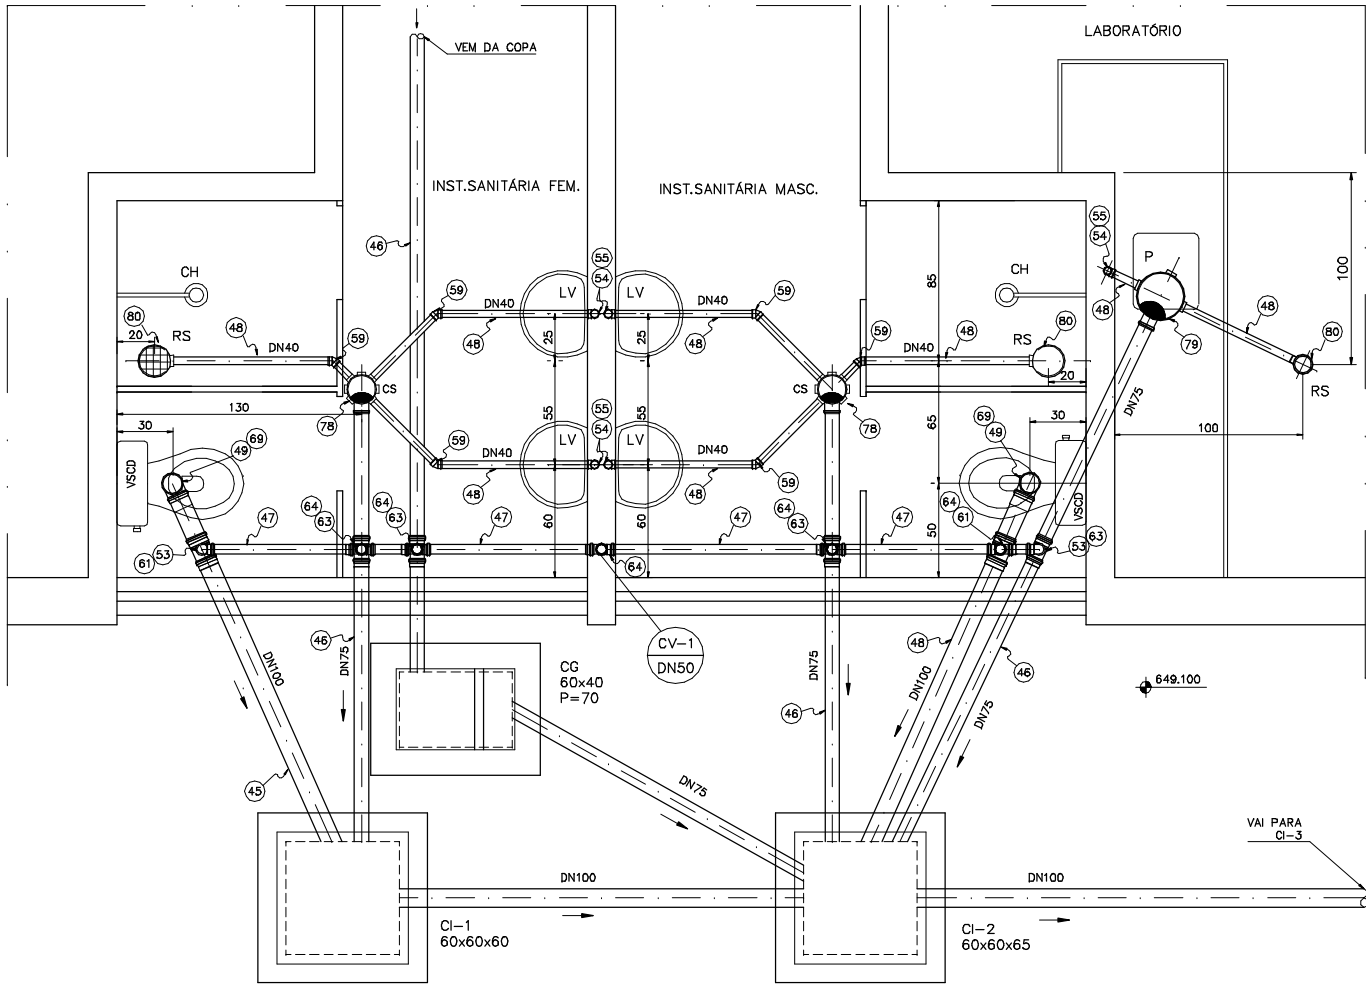 LABORATÓRIO
VEM DA COPA
INST.SANITÁRIA FEM.
INST.SANITÁRIA MASC.
46
55
54
P
55
54
85
100
CH
CH
59
DN40
LV
LV
DN40
59
48
48
80
RS
48
20
DN40
59
48
25
25
48
59
48
DN40
RS
80
79
80
20
RS
CS
CS
DN75
130
78
55
55
78
65
100
30
69
49
59
DN40
LV
55
54
LV
DN40
59
69
49
30
48
48
VSCD
VSCD
64
63
64
63
64
63
64
61
47
47
60
60
47
47
50
61
53
64
53
63
46
DN75
CV-1
DN50
DN75
48
DN100
46
DN100
CG
60x40
P=70
649.100
46
DN75
45
DN75
VAI PARA
CI-3
DN100
DN100
CI-1
60x60x60
CI-2
60x60x65